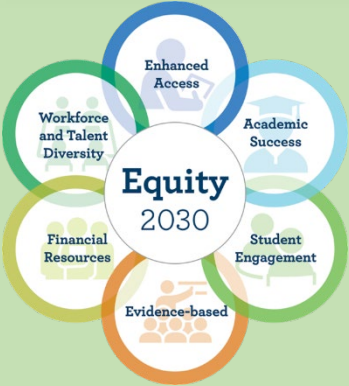 Enhanced
Access
Workforce
and Talent
Diversity
Academic
Success
Equity
2030
Financial
Resources
Student
Engagement
Evidence-based